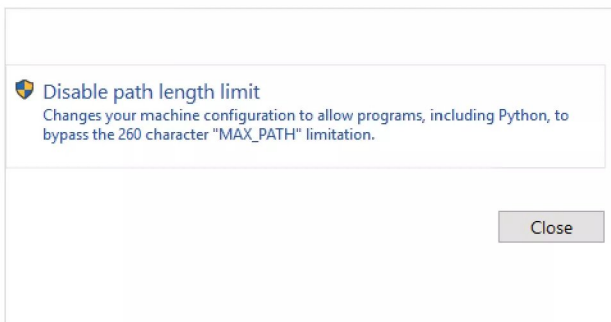 Disable path length limit
Changes your machine configuration to allow programs, including Python, to
bypass the 260 character "MAX_PATH" limitation.
Close